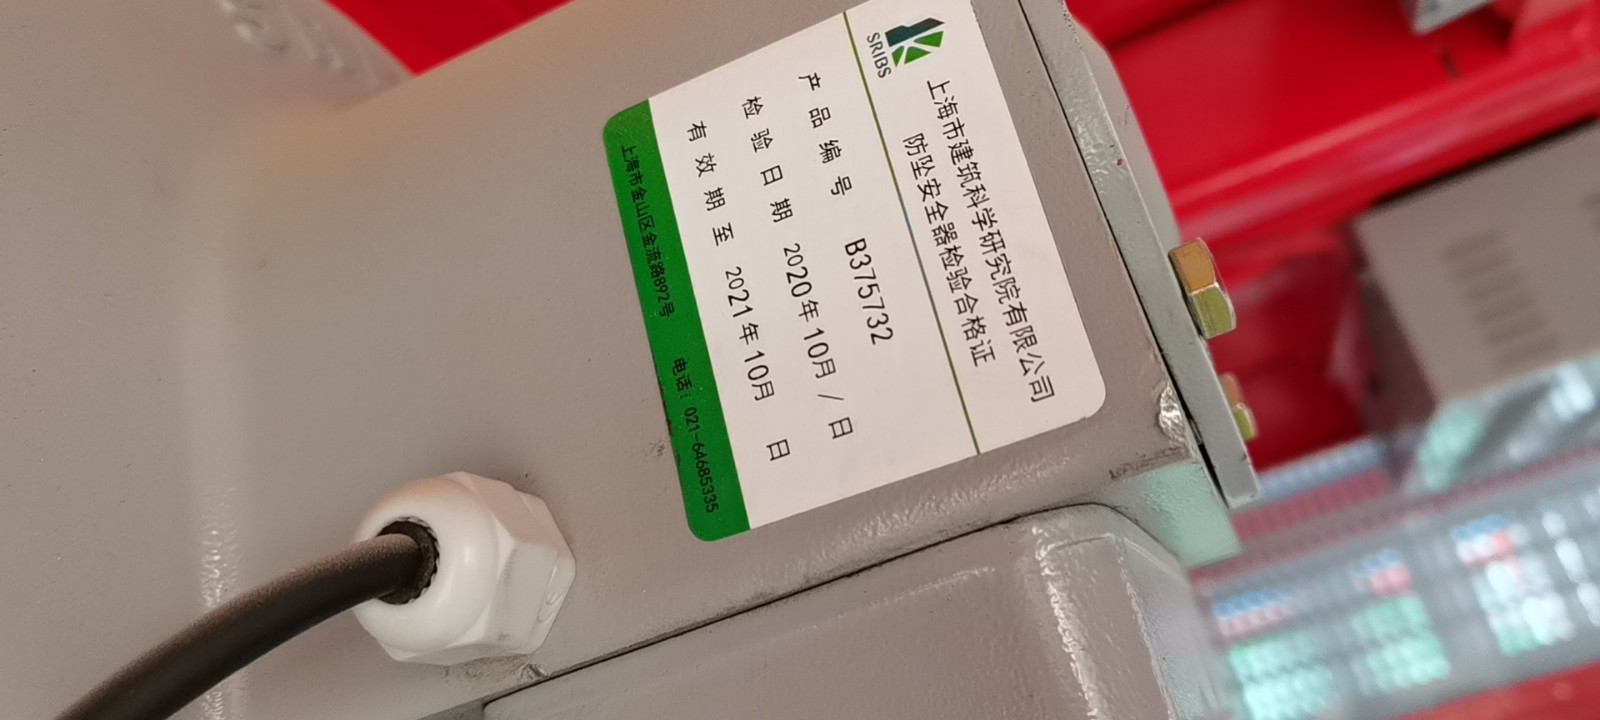 SRIBS
上海市建筑科学研究院有限公司
防坠安全器检验合格证
产品编号 B375732
检验日期 2020年10月/日
有效期至 2021年10月 日
上海市金山区金流路892号 电话：021-64685335